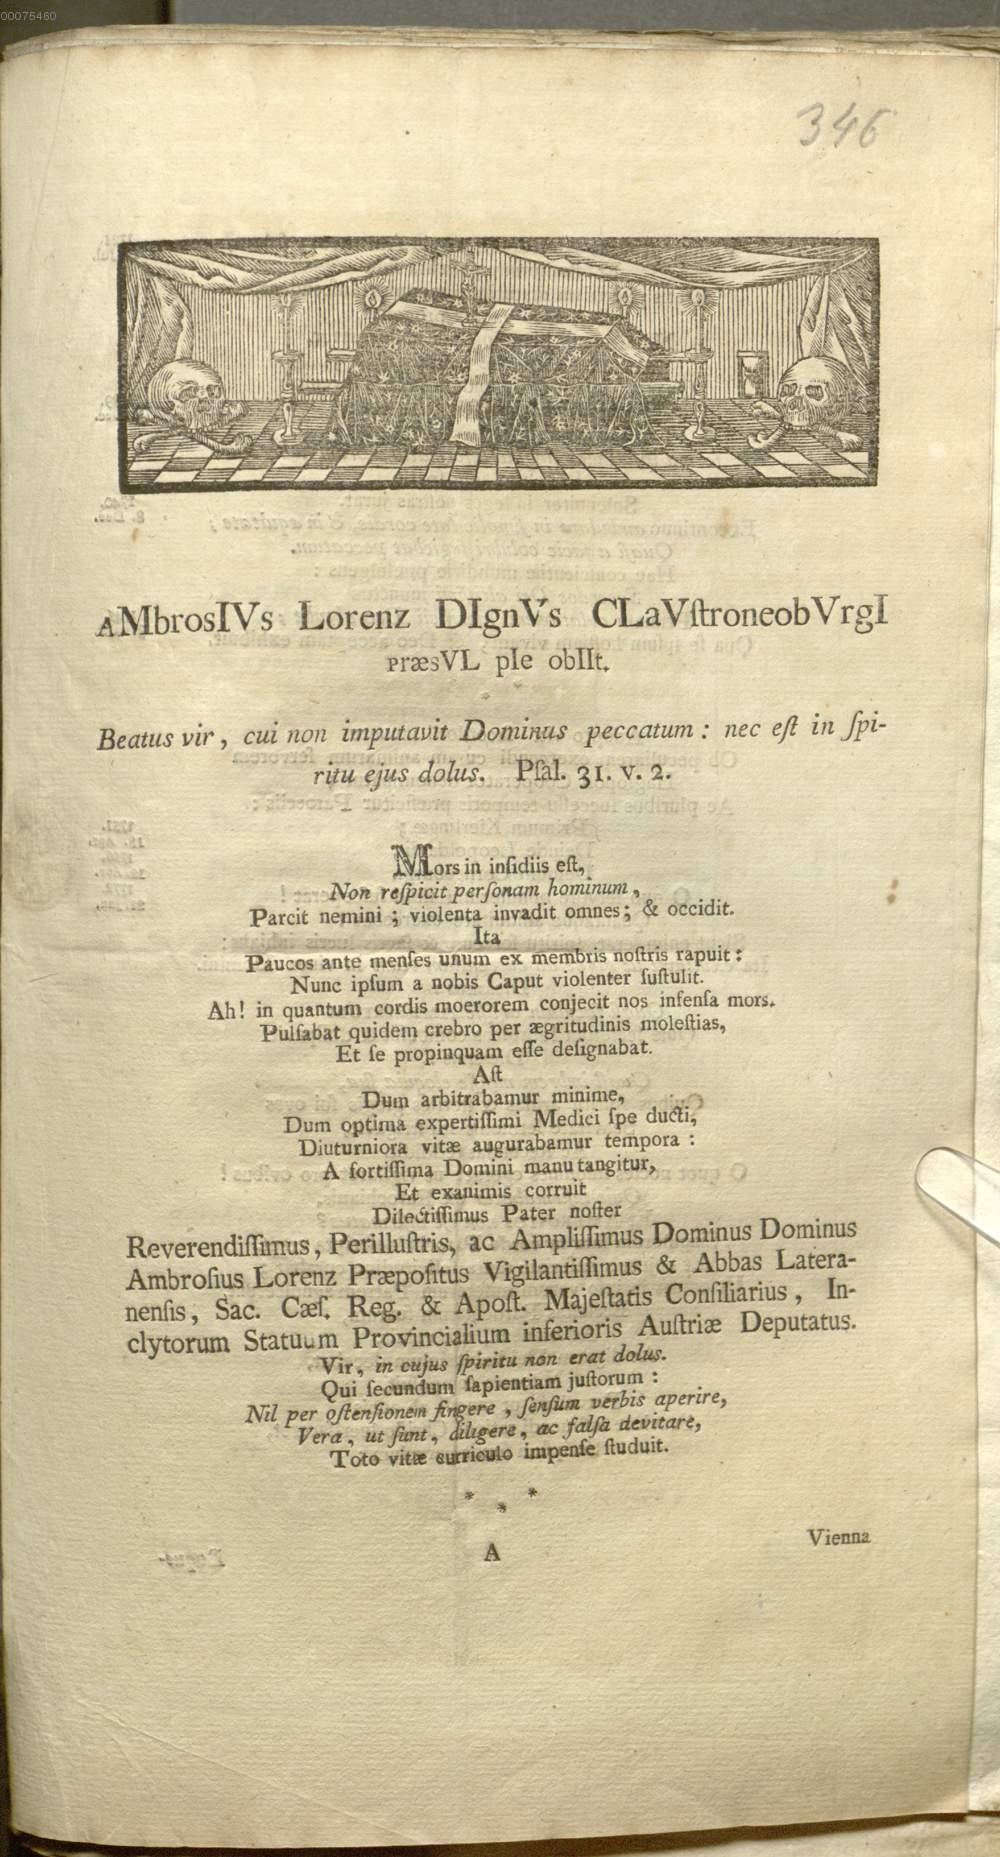 00075460
346
AMbrosIVs Lorenz DIgnVs CLaVſtroneobVrgI
PRæsVL pIe obIIt.
Beatus vir, cui non imputavit Dominus peccatum: nec eſt in ſpi-
ritu ejus dolus. Pſal. 31. v. 2.
Mors in inſidiis eſt,
Non reſpicit perſonam hominum,
Parcit nemini; violenta invadit omnes; & occidit.
Ita
Paucos ante menſes unum ex membris noſtris rapuit:
Nunc ipſum a nobis Caput violenter ſuſtulit.
Ah! in quantum cordis moerorem conjecit nos infenſa mors.
Pulſabat quidem crebro per ægritudinis moleſtias,
Et ſe propinquam eſſe deſignabat.
Aſt
Dum arbitrabamur minime,
Dum optima expertiſſimi Medici ſpe ducti,
Diuturniora vitæ augurabamur tempora:
A fortiſſima Domini manu tangitur,
Et exanimis corruit
Dilectiſſimus Pater noſter
Reverendiſſimus, Perilluſtris, ac Ampliſſimus Dominus Dominus
Ambroſius Lorenz Præpoſitus Vigilantiſſimus & Abbas Latera-
nenſis, Sac. Cæſ. Reg. & Apoſt. Majeſtatis Conſiliarius, In-
clytorum Statuum Provincialium inferioris Auſtriæ Deputatus.
Vir, in cujus ſpiritu non erat dolus.
Qui ſecundum ſapientiam juſtorum:
Nil per oſtenſionem fingere, ſenſum verbis aperire,
Vera, ut ſunt, diligere, ac falſa devitare,
Toto vitæ curriculo impenſe ſtuduit.
* * *
A
Vienna